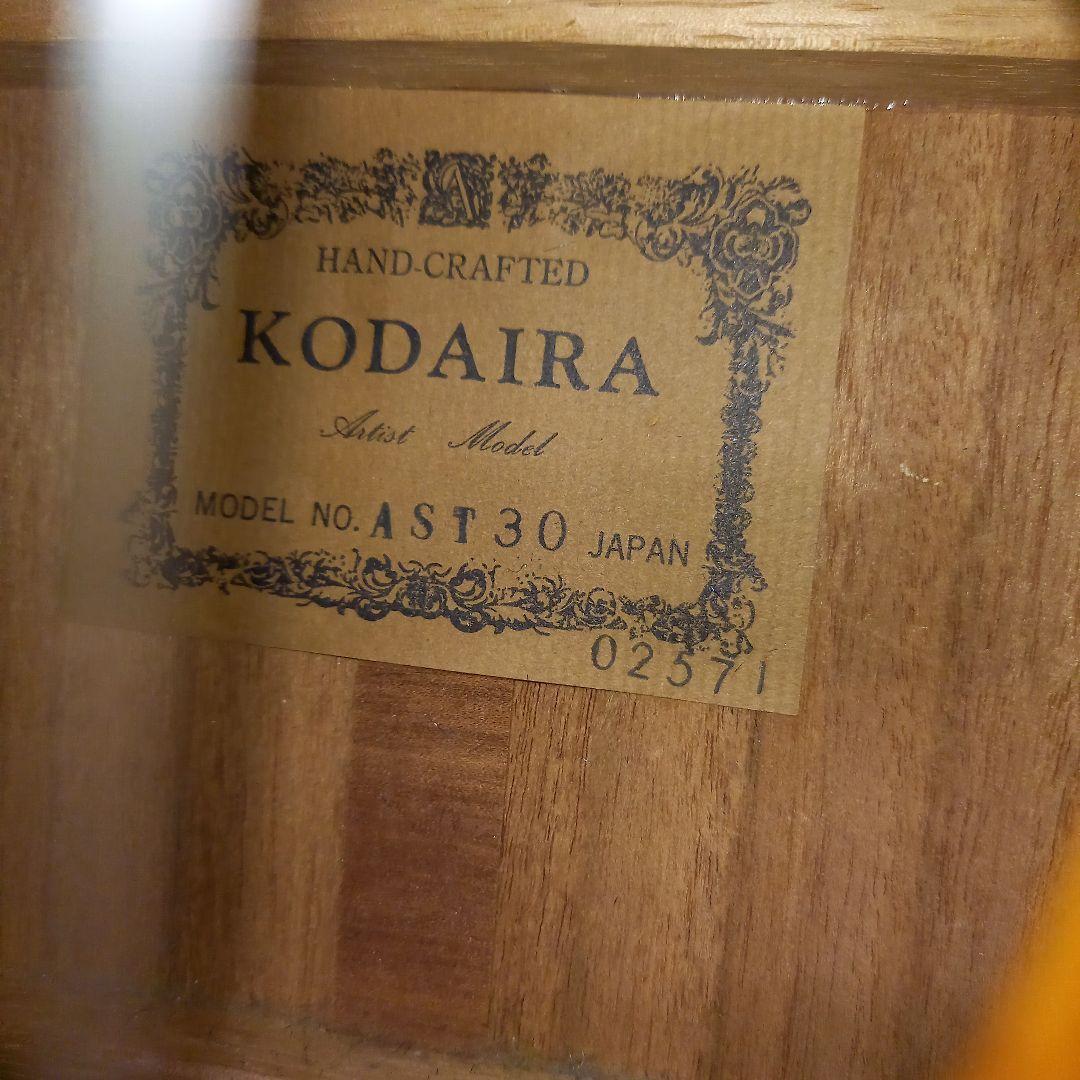 A
HAND-CRAFTED
KODAIRA
Artist Model
MODEL NO. AST30 JAPAN
02571